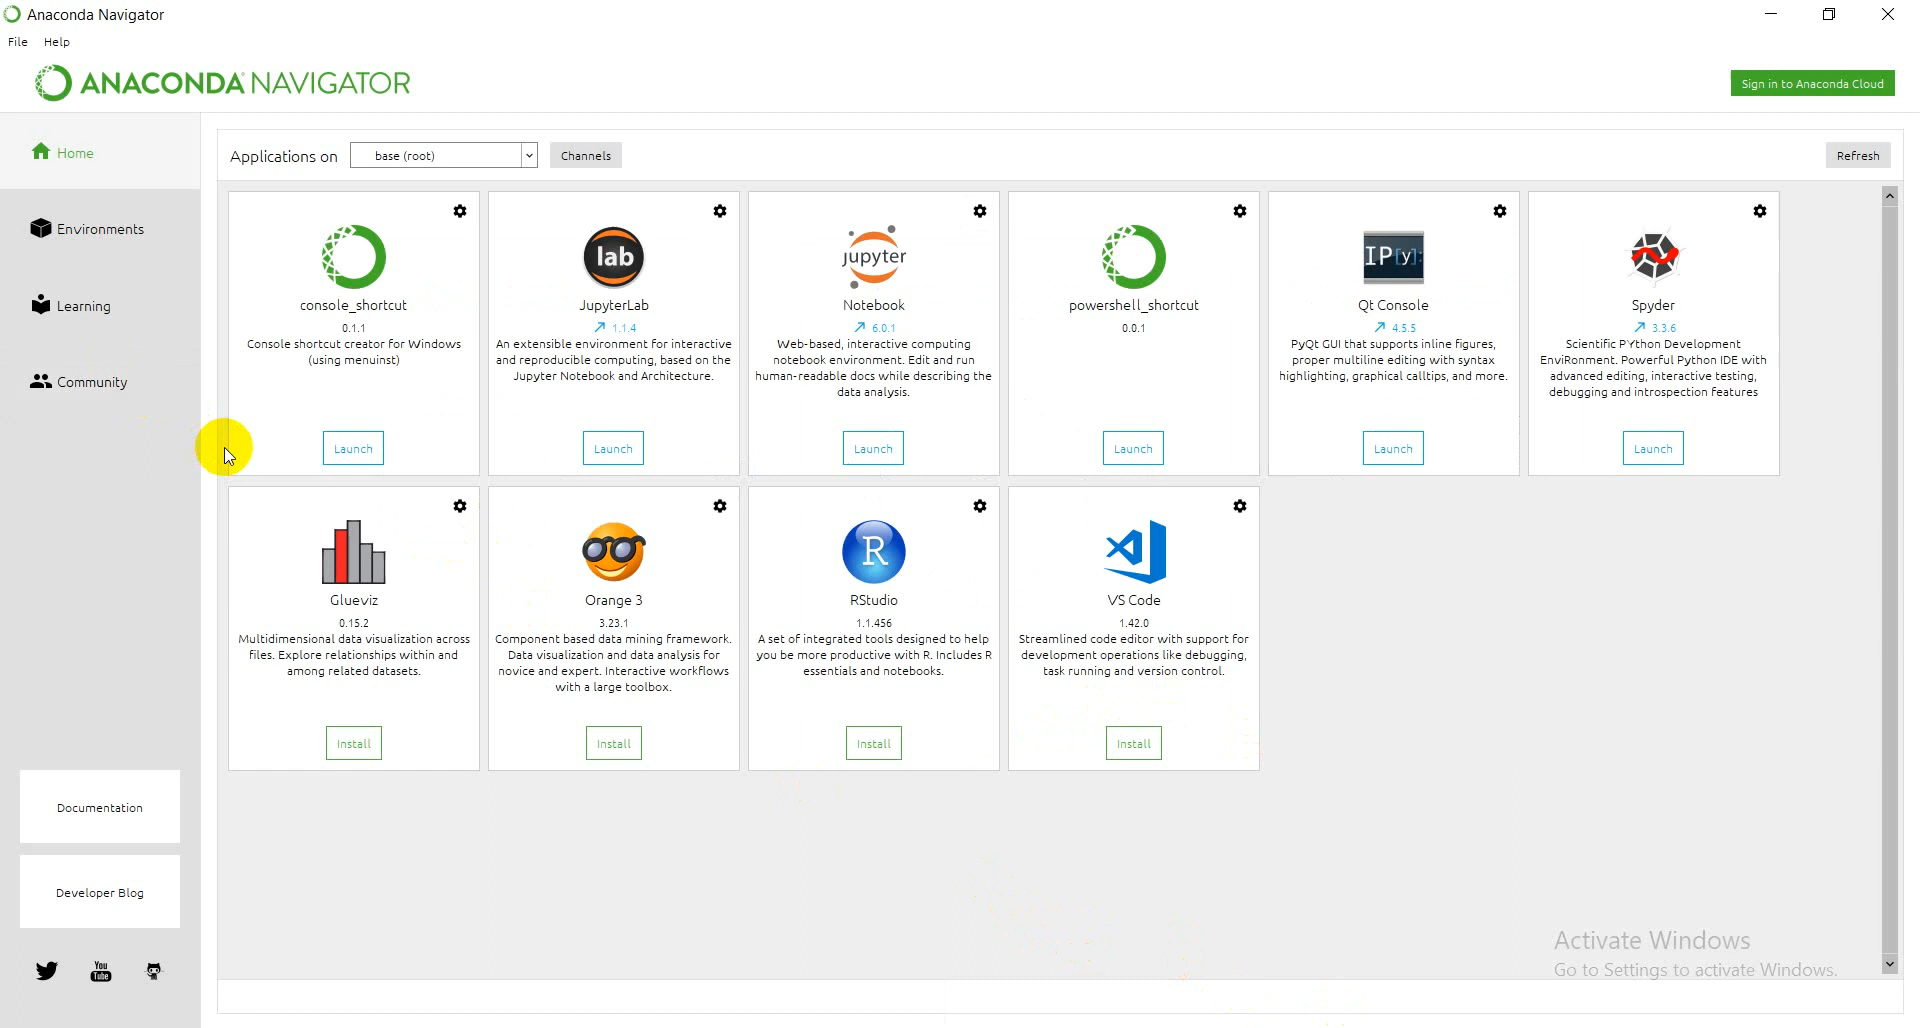 Anaconda Navigator
File Help
ANACONDA NAVIGATOR
Sign in to Anaconda Cloud
Home
Environments
Learning
Community
Documentation
Developer Blog
You
Tube
Applications on base (root) Channels Refresh
console_shortcut
0.1.1
Console shortcut creator for Windows
(using menuinst)
Launch
lab
JupyterLab
1.1.4
An extensible environment for interactive
and reproducible computing, based on the
Jupyter Notebook and Architecture.
Launch
jupyter
Notebook
6.0.1
Web-based, interactive computing
notebook environment. Edit and run
human-readable docs while describing the
data analysis.
Launch
powershell_shortcut
0.0.1
Launch
IP[y]:
Qt Console
4.5.5
PyQt GUI that supports inline figures,
proper multiline editing with syntax
highlighting, graphical calltips, and more.
Launch
Spyder
3.3.6
Scientific PYthon Development
EnviRonment. Powerful Python IDE with
advanced editing, interactive testing,
debugging and introspection features
Launch
Glueviz
0.15.2
Multidimensional data visualization across
files. Explore relationships within and
among related datasets.
Install
Orange 3
3.23.1
Component based data mining framework.
Data visualization and data analysis for
novice and expert. Interactive workflows
with a large toolbox.
Install
R
RStudio
1.1.456
A set of integrated tools designed to help
you be more productive with R. Includes R
essentials and notebooks.
Install
VS Code
1.42.0
Streamlined code editor with support for
development operations like debugging,
task running and version control.
Install
Activate Windows
Go to Settings to activate Windows.